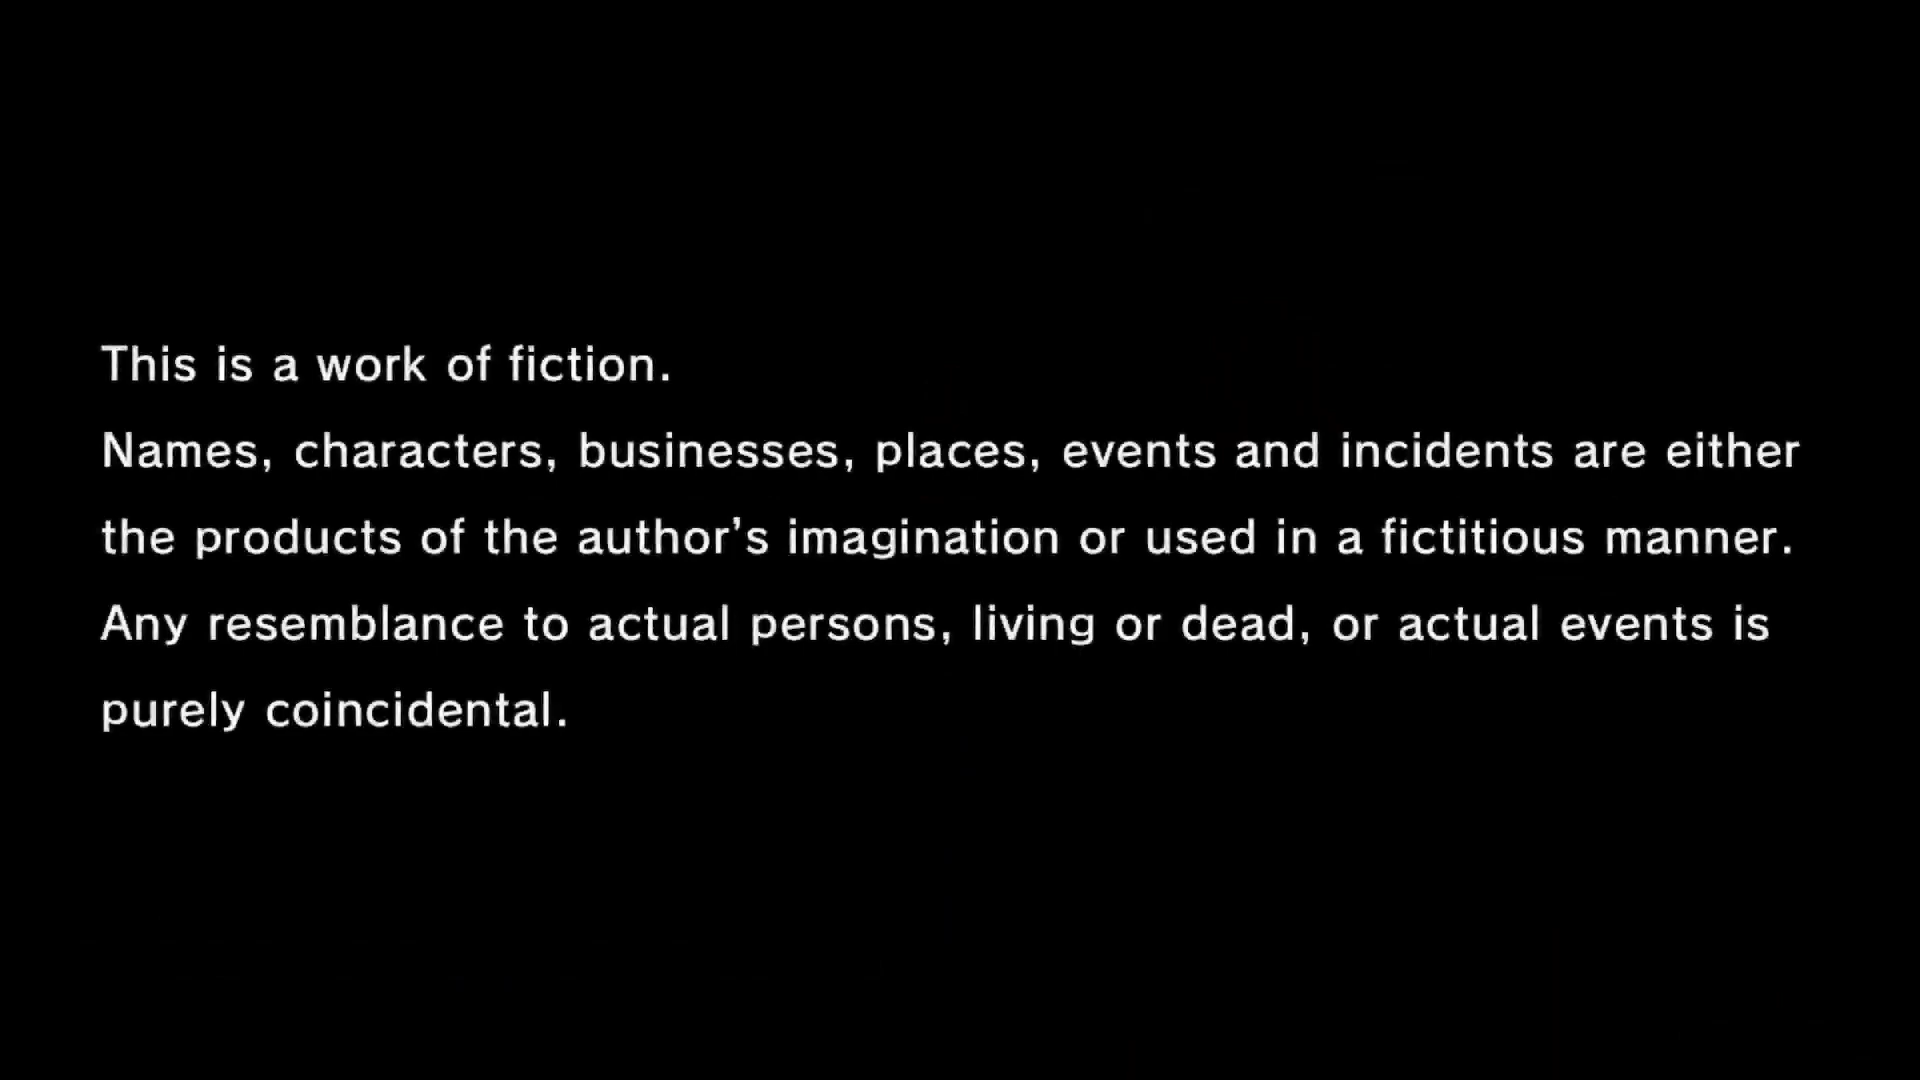 This is a work of fiction.
Names, characters, businesses, places, events and incidents are either
the products of the author’s imagination or used in a fictitious manner.
Any resemblance to actual persons, living or dead, or actual events is
purely coincidental.